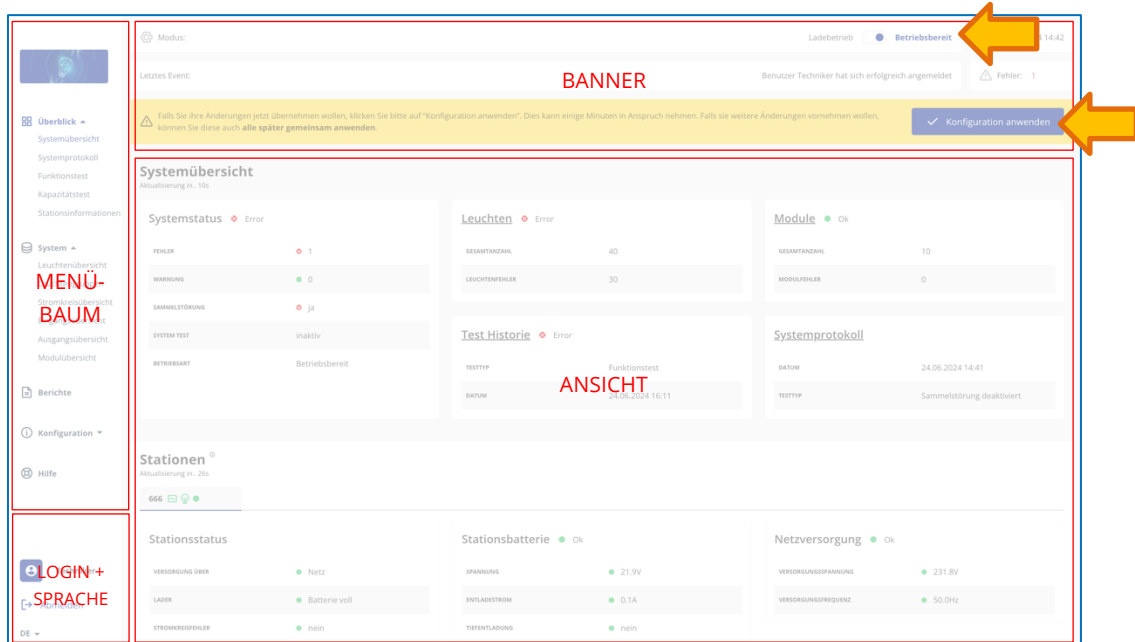 Modus:
Ladebetrieb
Betriebsbereit
14:42
Letztes Event:
Benutzer Techniker hat sich erfolgreich angemeldet
Fehler: 1
BANNER
Falls Sie ihre Änderungen jetzt übernehmen wollen, klicken Sie bitte auf "Konfiguration anwenden". Dies kann einige Minuten in Anspruch nehmen. Falls sie weitere Änderungen vornehmen wollen,
können Sie diese auch alle später gemeinsam anwenden.
Konfiguration anwenden
Überblick
Systemübersicht
Systemprotokoll
Funktionstest
Kapazitätstest
Stationsinformationen
System
Leuchtenübersicht
Stromkreisübersicht
Ausgangsübersicht
Modulübersicht
MENÜ-
BAUM
Berichte
Konfiguration
Hilfe
LOGIN +
SPRACHE
Abmelden
DE
Systemübersicht
Aktualisierung in.. 10s
Systemstatus Error
FEHLER 1
WARNUNG 0
SAMMELSTÖRUNG ja
SYSTEM TEST inaktiv
BETRIEBSART Betriebsbereit
Leuchten Error
GESAMTANZAHL 40
LEUCHTENFEHLER 30
Module Ok
GESAMTANZAHL 10
MODULFEHLER 0
Test Historie Error
TESTTYP Funktionstest
DATUM 24.06.2024 16:11
Systemprotokoll
DATUM 24.06.2024 14:41
TESTTYP Sammelstörung deaktiviert
ANSICHT
Stationen
Aktualisierung in.. 26s
666
Stationsstatus
VERSORGUNG ÜBER Netz
LADER Batterie voll
STROMKREISFEHLER nein
Stationsbatterie Ok
SPANNUNG 21.9V
ENTLADESTROM 0.1A
TIEFENTLADUNG nein
Netzversorgung Ok
VERSORGUNGSSPANNUNG 231.8V
VERSORGUNGSFREQUENZ 50.0Hz